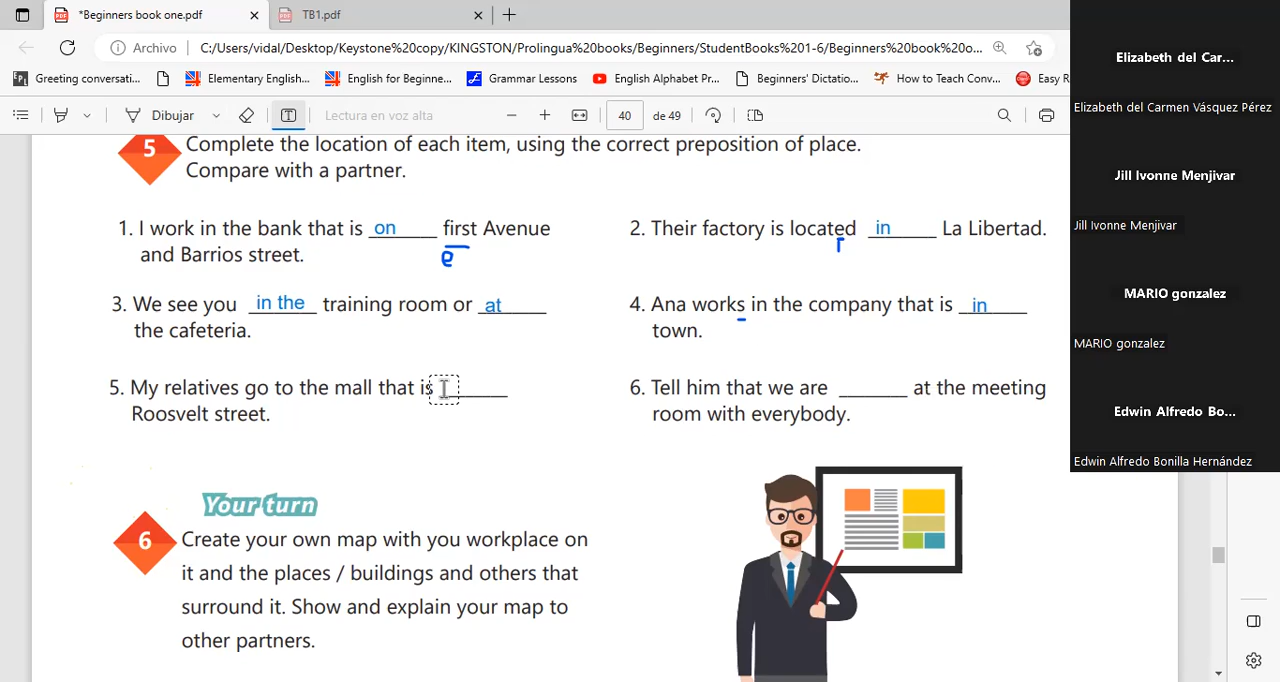 *Beginners book one.pdf
TB1.pdf
Archivo
C:/Users/vidal/Desktop/Keystone%20copy/KINGSTON/Prolingua%20books/Beginners/StudentBooks%201-6/Beginners%20book%20o...
Greeting conversati...
Elementary English...
English for Beginne...
Grammar Lessons
English Alphabet Pr...
Beginners' Dictatio...
How to Teach Conv...
Easy R
Dibujar
Lectura en voz alta
40
de 49
5
Complete the location of each item, using the correct preposition of place.
Compare with a partner.
1. I work in the bank that is on first Avenue
and Barrios street.
e
2. Their factory is located in La Libertad.
r
3. We see you in the training room or at
the cafeteria.
4. Ana works in the company that is in
town.
5. My relatives go to the mall that is ______
Roosvelt street.
6. Tell him that we are _______ at the meeting
room with everybody.
Your turn
6
Create your own map with you workplace on
it and the places / buildings and others that
surround it. Show and explain your map to
other partners.
Elizabeth del Car...
Elizabeth del Carmen Vásquez Pérez
Jill Ivonne Menjivar
Jill Ivonne Menjivar
MARIO gonzalez
MARIO gonzalez
Edwin Alfredo Bo...
Edwin Alfredo Bonilla Hernández